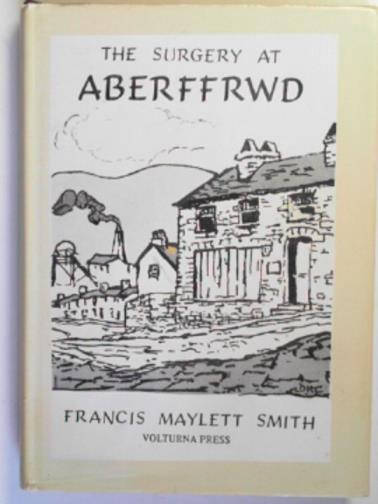 THE SURGERY AT
ABERFFRWD
FRANCIS MAYLETT SMITH
VOLTURNA PRESS